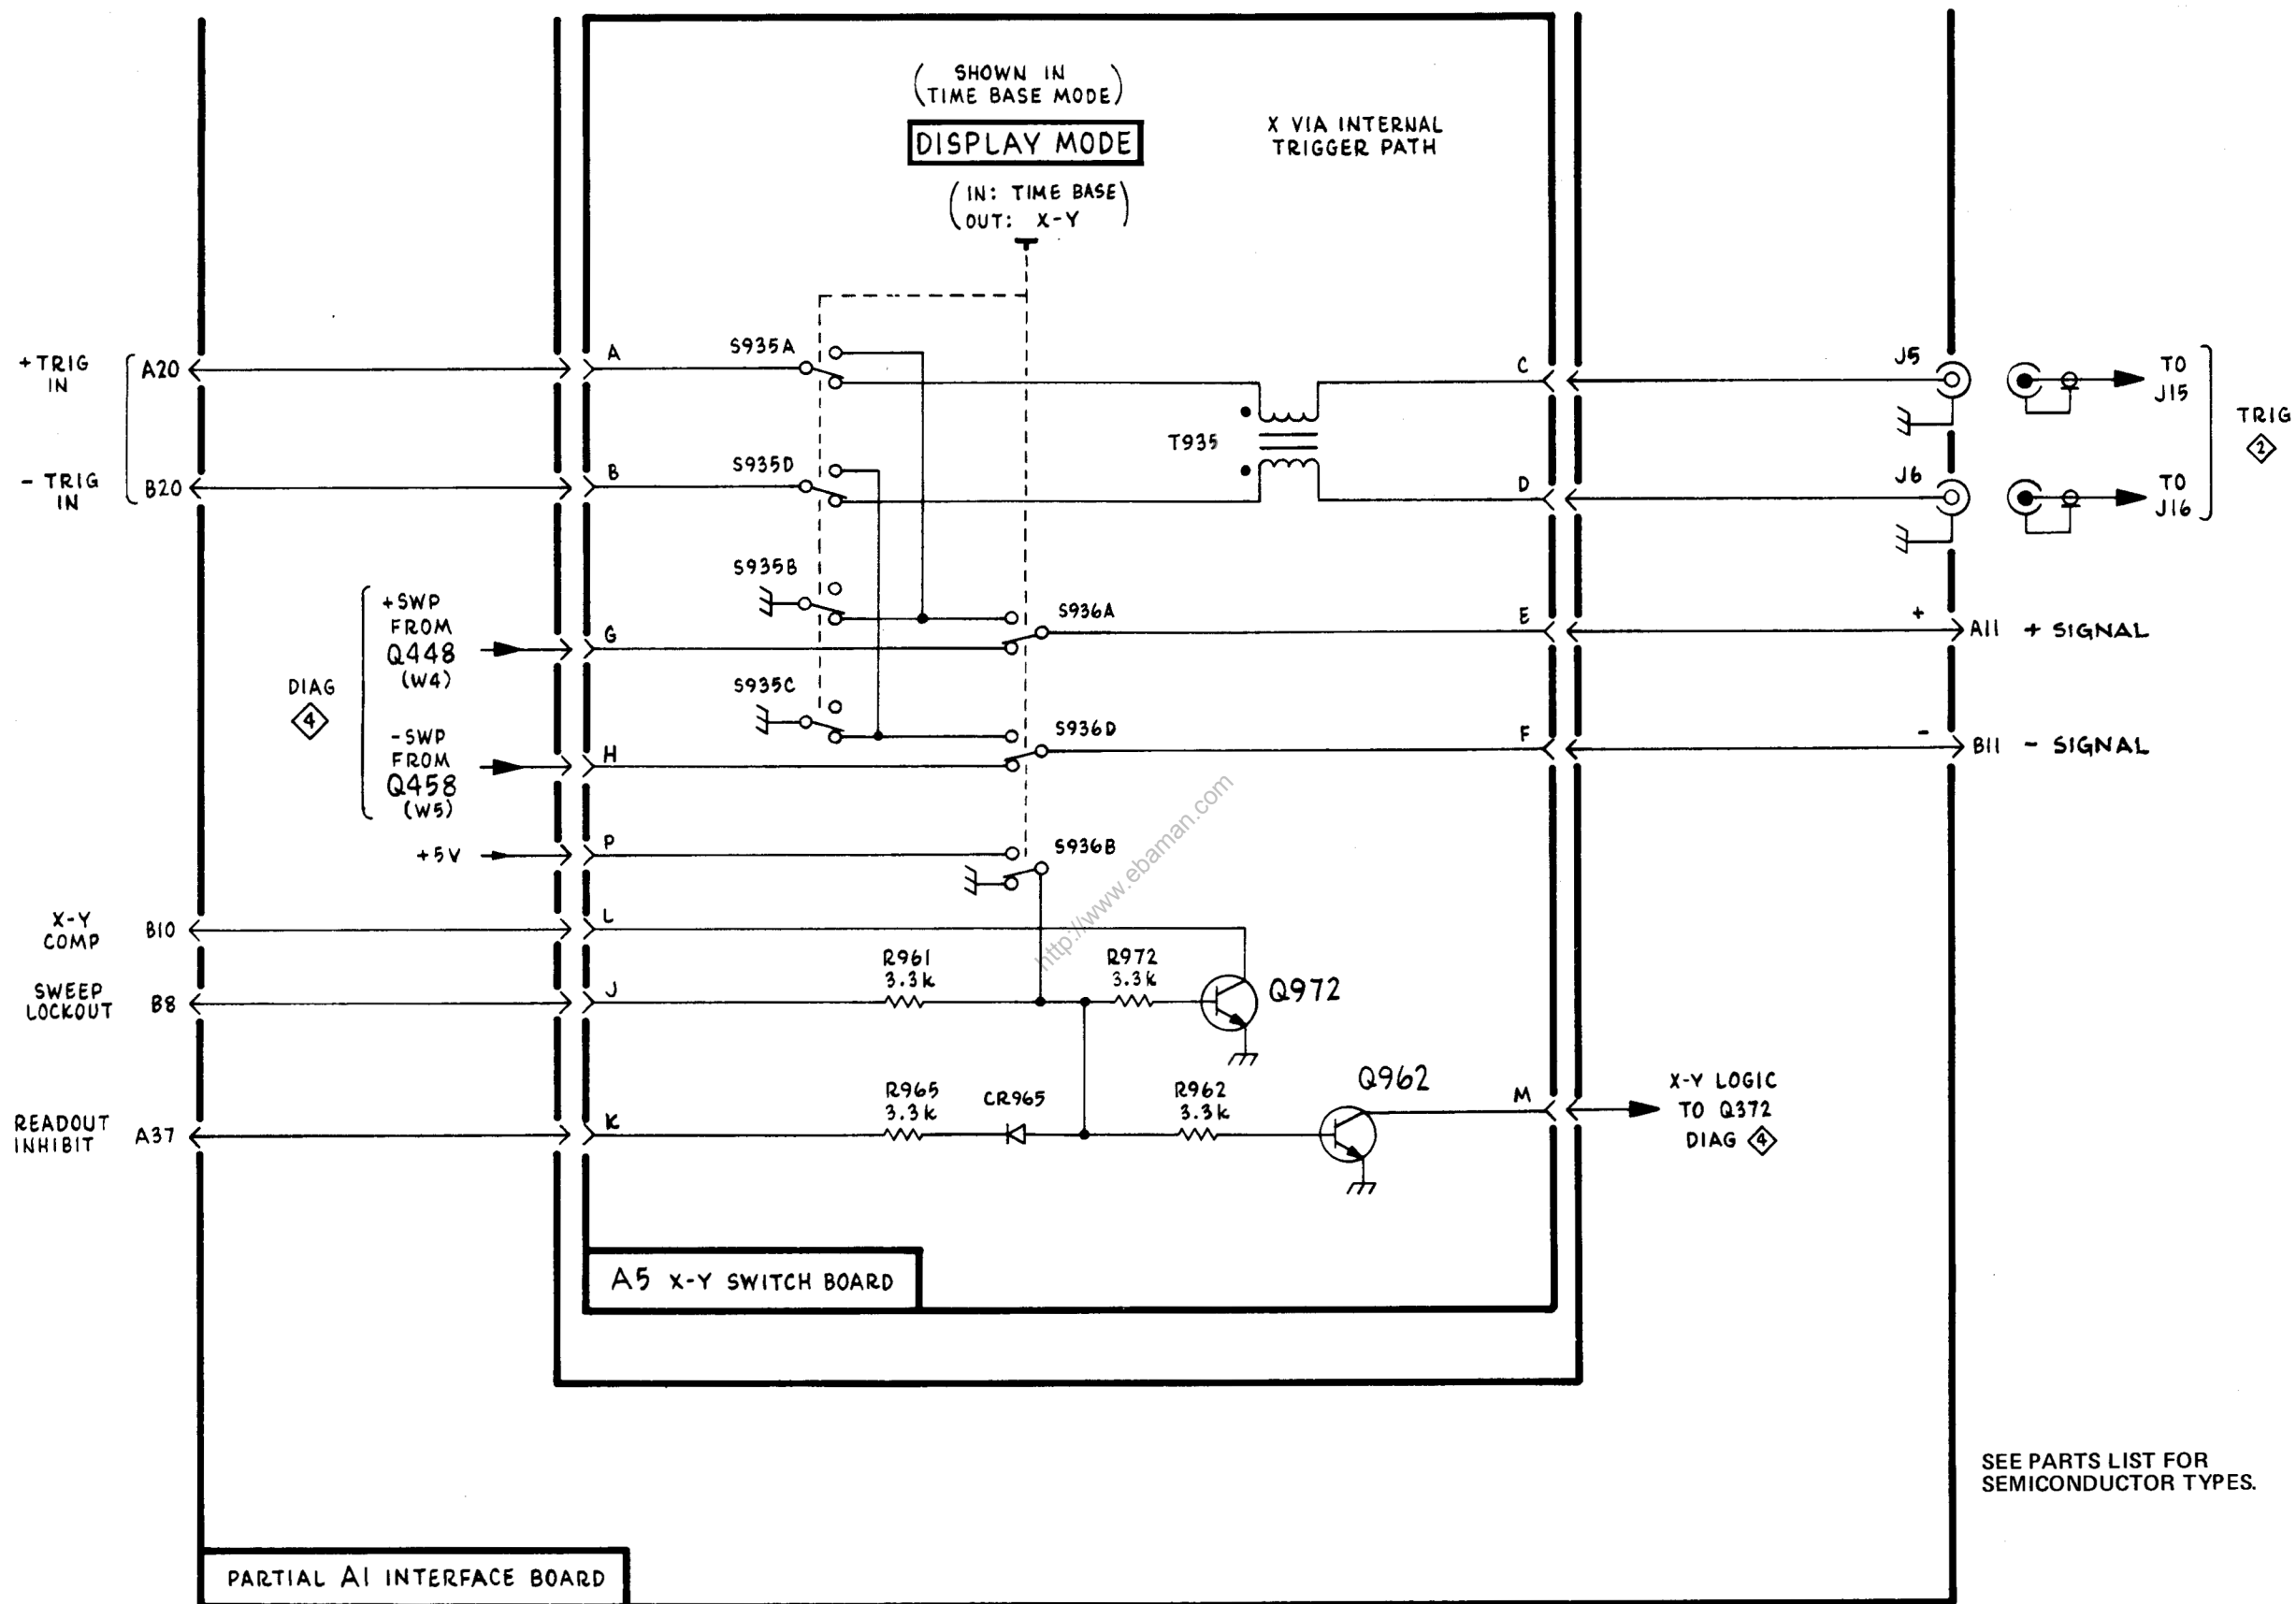 (SHOWN IN
TIME BASE MODE)
DISPLAY MODE
(IN: TIME BASE
OUT: X-Y)
X VIA INTERNAL
TRIGGER PATH
+TRIG
IN
A20
A
S935A
C
J5
TO
J15
T935
TRIG
2
- TRIG
IN
B20
B
S935D
D
J6
TO
J16
S935B
+SWP
FROM
Q448
(W4)
G
S936A
E
+
A11
+ SIGNAL
DIAG
4
S935C
-SWP
FROM
Q458
(W5)
H
S936D
F
-
B11
- SIGNAL
+5V
P
S936B
X-Y
COMP
B10
L
SWEEP
LOCKOUT
B8
J
R961
3.3K
R972
3.3K
Q972
READOUT
INHIBIT
A37
K
R965
3.3K
CR965
R962
3.3K
Q962
M
X-Y LOGIC
TO Q372
DIAG 4
http://www.ebaman.com
A5 X-Y SWITCH BOARD
SEE PARTS LIST FOR
SEMICONDUCTOR TYPES.
PARTIAL A1 INTERFACE BOARD